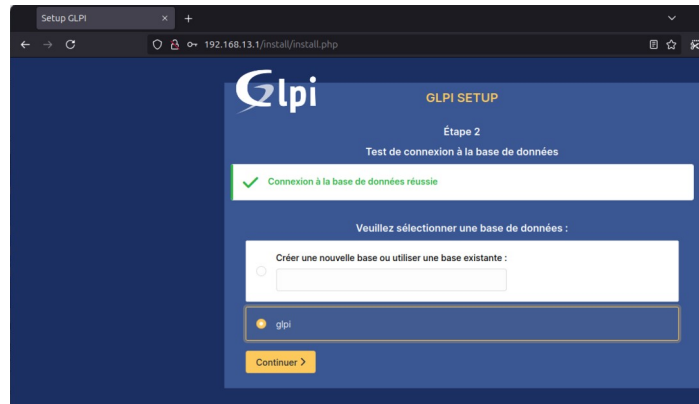 Setup GLPI
192.168.13.1/install/install.php
Glpi
GLPI SETUP
Étape 2
Test de connexion à la base de données
Connexion à la base de données réussie
Veuillez sélectionner une base de données :
Créer une nouvelle base ou utiliser une base existante :
glpi
Continuer